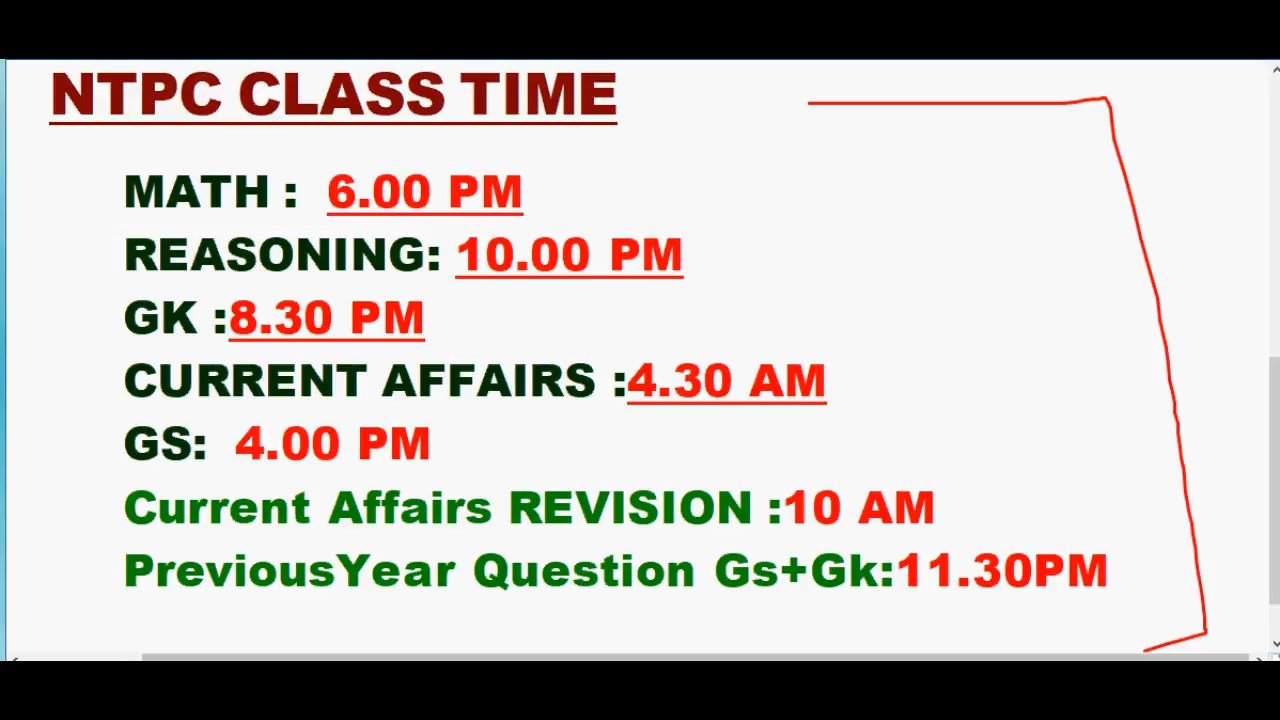 NTPC CLASS TIME
MATH : 6.00 PM
REASONING: 10.00 PM
GK :8.30 PM
CURRENT AFFAIRS :4.30 AM
GS: 4.00 PM
Current Affairs REVISION :10 AM
PreviousYear Question Gs+Gk:11.30PM